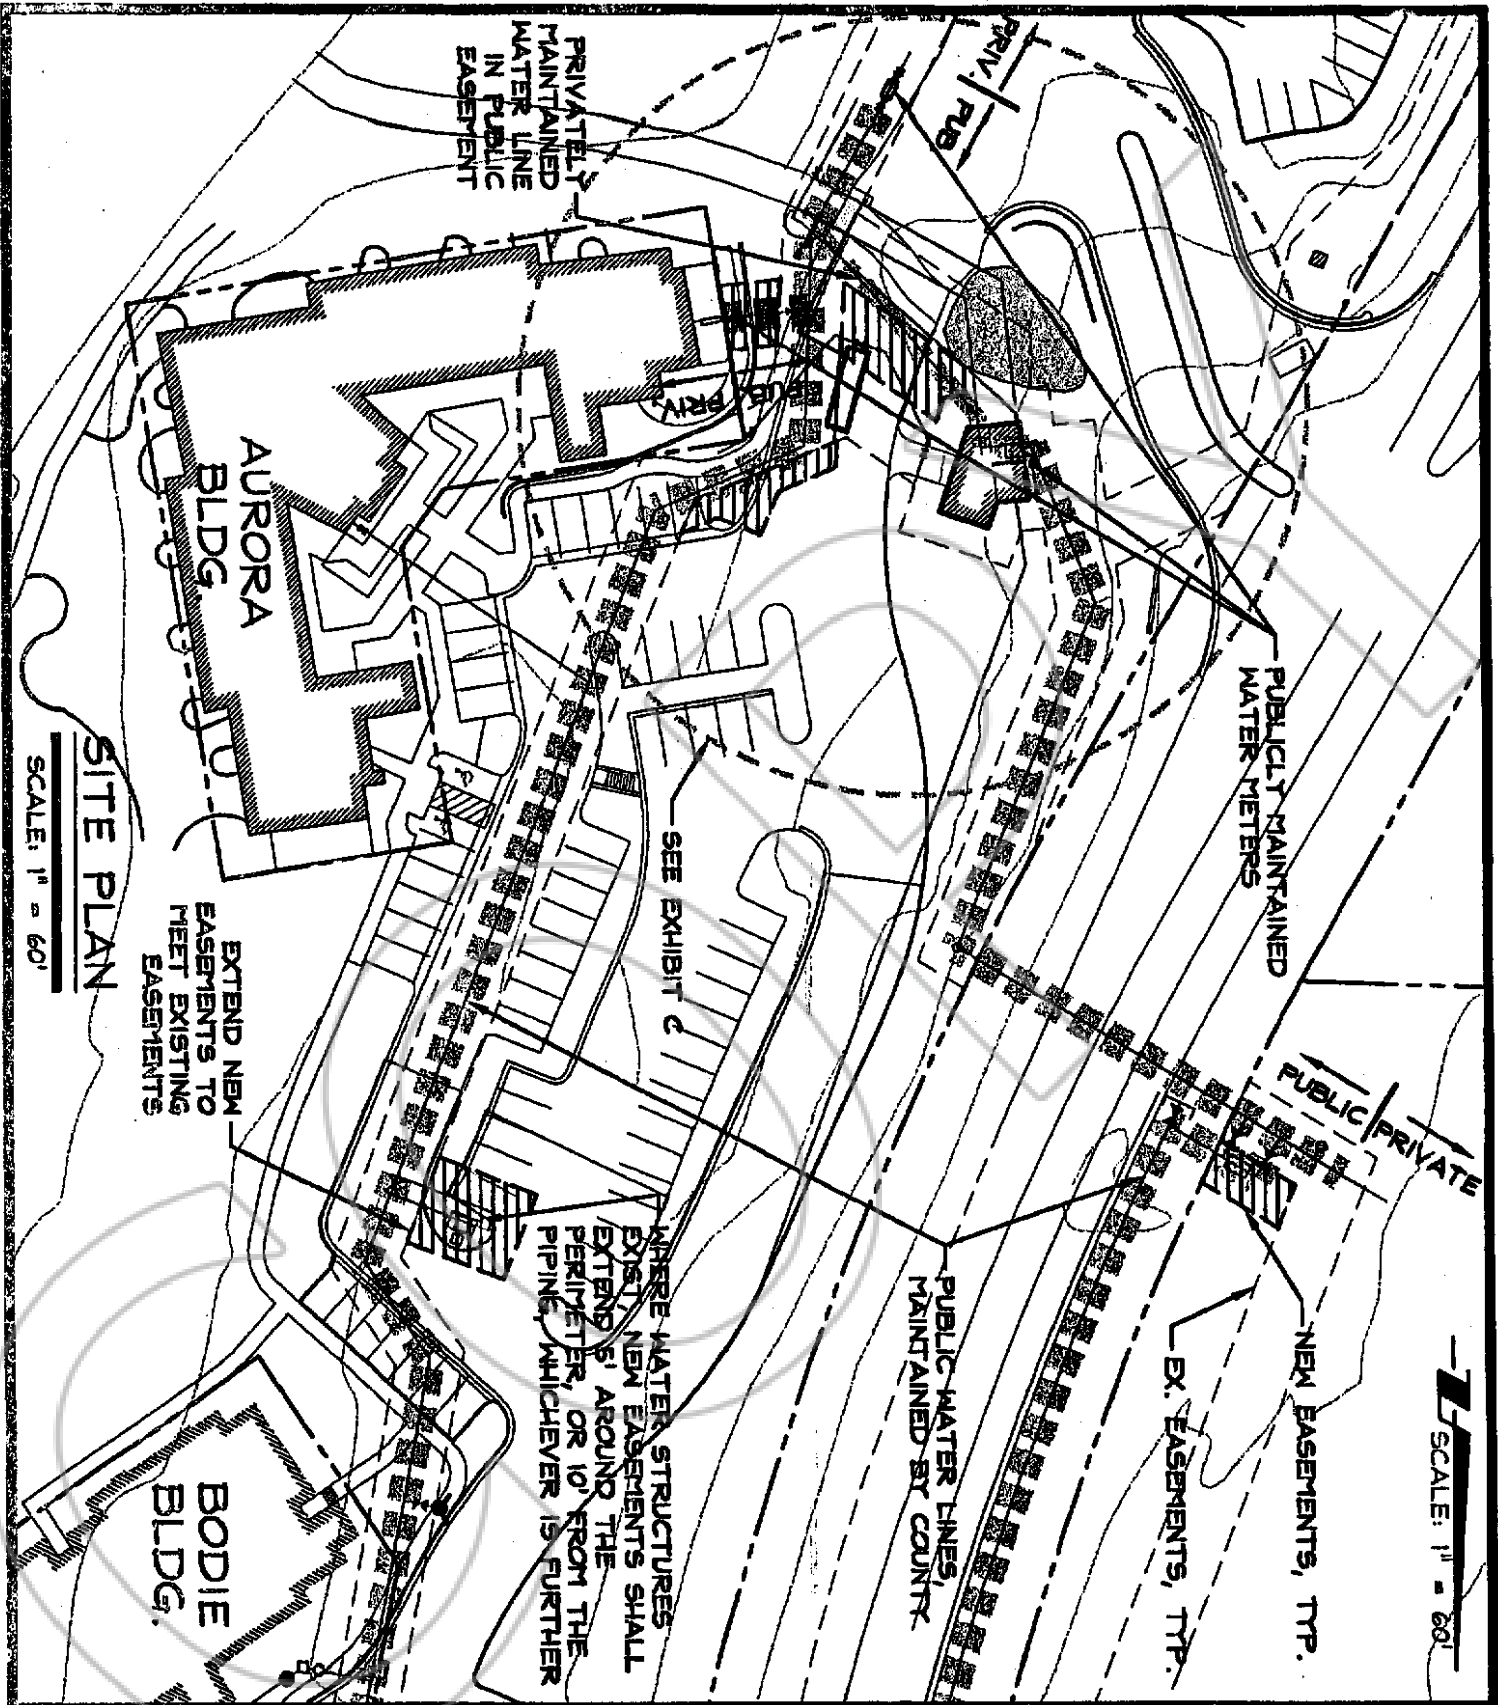 PRIVATELY
MAINTAINED
WATER LINE
IN PUBLIC
EASEMENT
PRIV. PUB
PUB. PRIV.
AURORA
BLDG.
PUBLICLY MAINTAINED
WATER METERS
SEE EXHIBIT C
PUBLIC PRIVATE
SITE PLAN
SCALE: 1" = 60'
EXTEND NEW
EASEMENTS TO
MEET EXISTING
EASEMENTS
WHERE WATER STRUCTURES
EXIST, NEW EASEMENTS SHALL
EXTEND 5' AROUND THE
PERIMETER, OR 10' FROM THE
PIPING, WHICHEVER IS FURTHER
PUBLIC WATER LINES,
MAINTAINED BY COUNTY
NEW EASEMENTS, TYP.
EX. EASEMENTS, TYP.
SCALE: 1" = 60'
BODIE
BLDG.